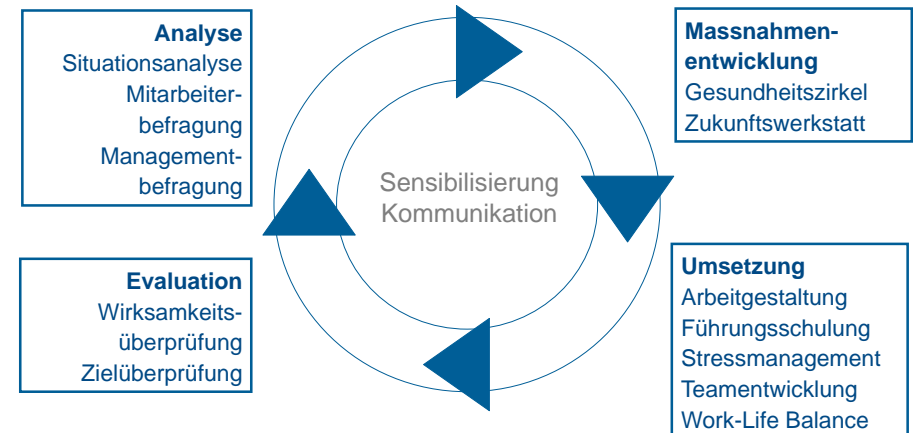 Analyse
Situationsanalyse
Mitarbeiter-
befragung
Management-
befragung
Massnahmen-
entwicklung
Gesundheitszirkel
Zukunftswerkstatt
Sensibilisierung
Kommunikation
Evaluation
Wirksamkeits-
überprüfung
Zielüberprüfung
Umsetzung
Arbeitgestaltung
Führungsschulung
Stressmanagement
Teamentwicklung
Work-Life Balance